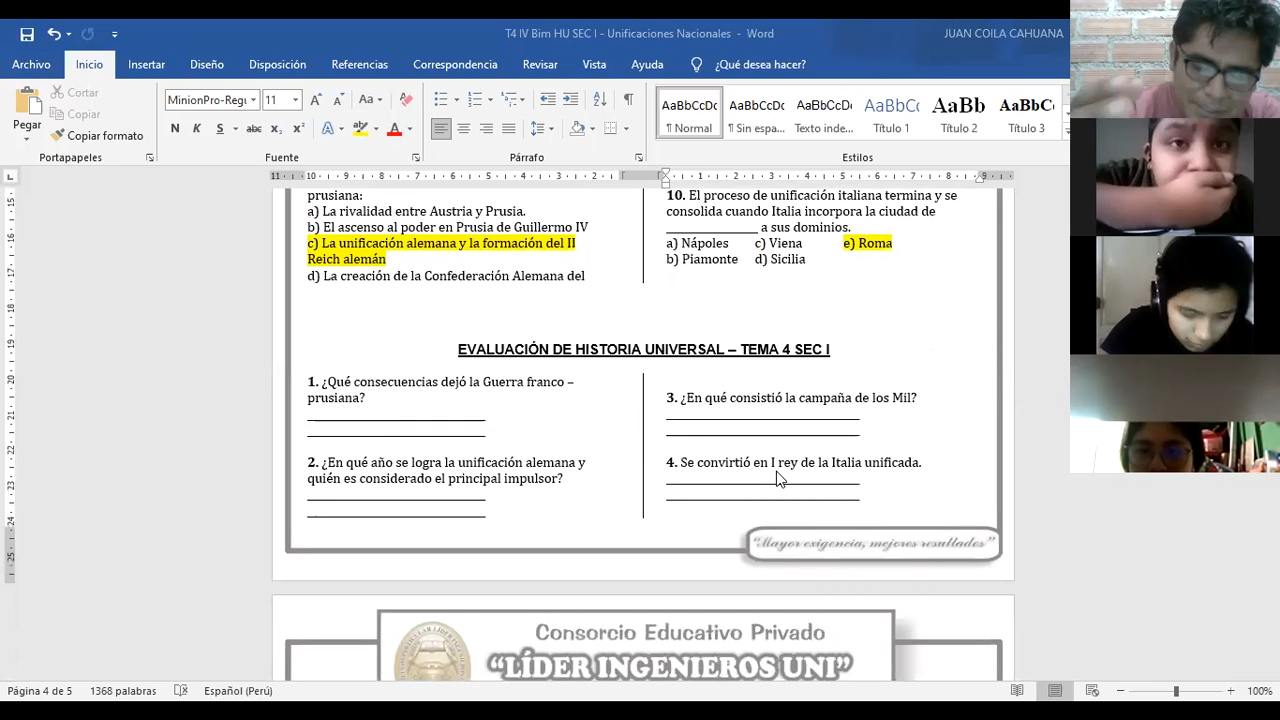 T4 IV Bim HU SEC I - Unificaciones Nacionales - Word
JUAN COILA CAHUANA
Archivo
Inicio
Insertar
Diseño
Disposición
Referencias
Correspondencia
Revisar
Vista
Ayuda
¿Qué desea hacer?
Pegar
Cortar
Copiar
Copiar formato
Portapapeles
MinionPro-Regu
11
Aa
N K S abc x₂ x²
Fuente
Párrafo
AaBbCcDc
AaBbCcDc
AaBbCcDc
AaBbCc
AaBb
AaBbC
¶ Normal
¶ Sin espa...
Texto inde...
Título 1
Título 2
Título 3
Estilos
prusiana:
a) La rivalidad entre Austria y Prusia.
b) El ascenso al poder en Prusia de Guillermo IV
c) La unificación alemana y la formación del II
Reich alemán
d) La creación de la Confederación Alemana del
10. El proceso de unificación italiana termina y se
consolida cuando Italia incorpora la ciudad de
_____________ a sus dominios.
a) Nápoles c) Viena e) Roma
b) Piamonte d) Sicilia
EVALUACIÓN DE HISTORIA UNIVERSAL – TEMA 4 SEC I
1. ¿Qué consecuencias dejó la Guerra franco –
prusiana?
2. ¿En qué año se logra la unificación alemana y
quién es considerado el principal impulsor?
3. ¿En qué consistió la campaña de los Mil?
4. Se convirtió en I rey de la Italia unificada.
"Mayor exigencia, mejores resultados"
Consorcio Educativo Privado
"LÍDER INGENIEROS UNI"
Página 4 de 5
1368 palabras
Español (Perú)
100%